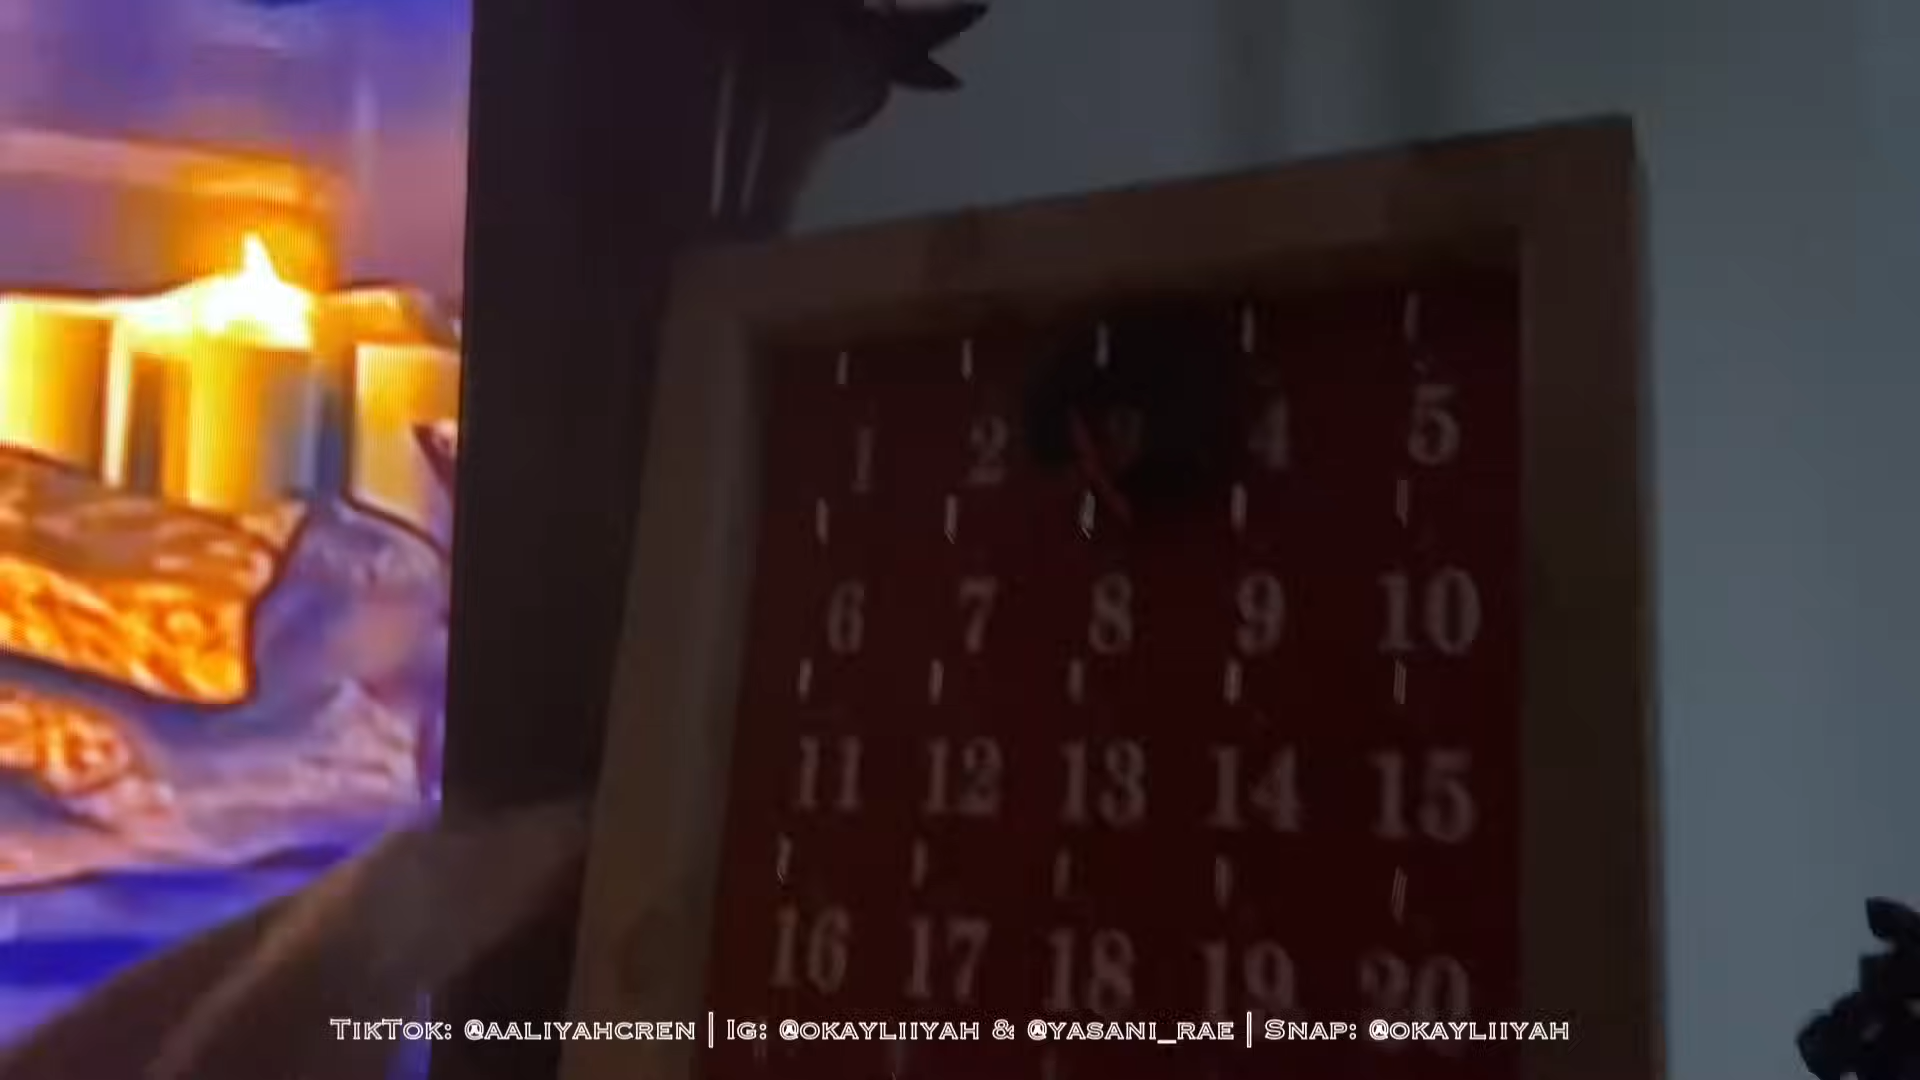 1 2 3 4 5
6 7 8 9 10
11 12 13 14 15
16 17 18 19 20
TIKTOK: @AALIYAHCREN | IG: @OKAYLIIYAH & @YASANI_RAE | SNAP: @OKAYLIIYAH